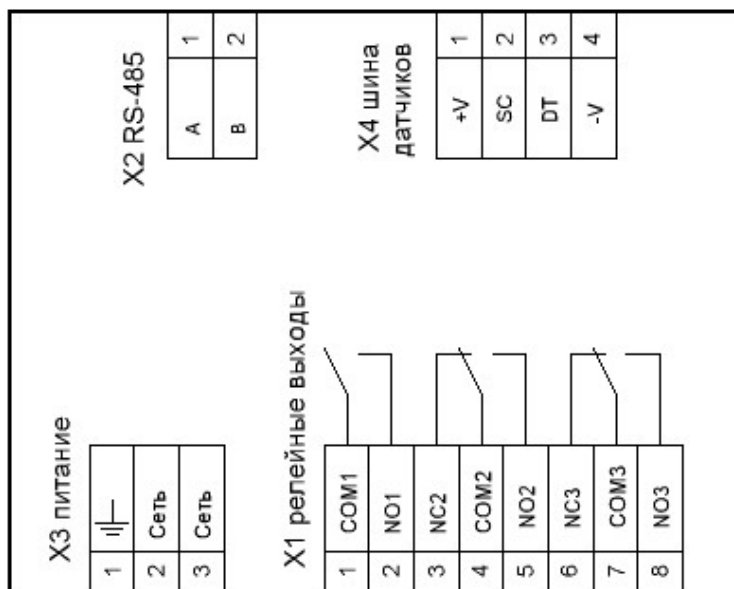 X2 RS-485
A 1
B 2
X4 шина
датчиков
+V 1
SC 2
DT 3
-V 4
X3 питание
1
2 Сеть
3 Сеть
X1 релейные выходы
1 COM1
2 NO1
3 NC2
4 COM2
5 NO2
6 NC3
7 COM3
8 NO3